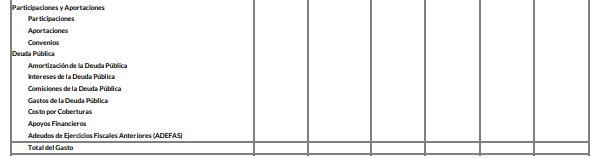 Participaciones y Aportaciones
Participaciones
Aportaciones
Convenios
Deuda Pública
Amortización de la Deuda Pública
Intereses de la Deuda Pública
Comisiones de la Deuda Pública
Gastos de la Deuda Pública
Costo por Coberturas
Apoyos Financieros
Adeudos de Ejercicios Fiscales Anteriores (ADEFAS)
Total del Gasto